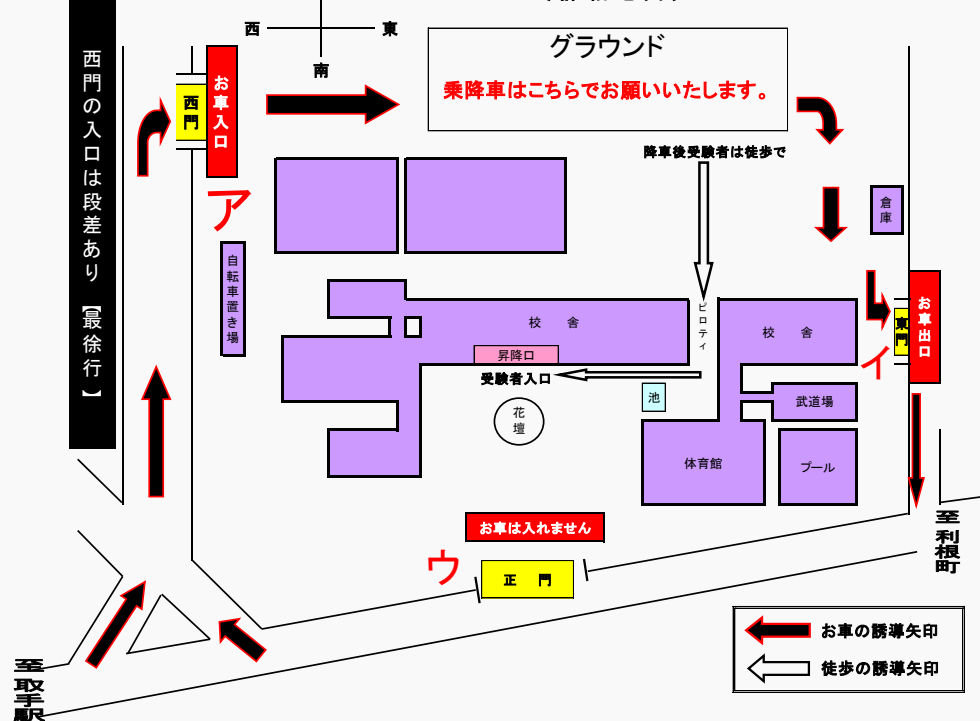 西 東
南
グラウンド
乗降車はこちらでお願いいたします。
西門の入口は段差あり【最徐行】
お車入口
西門
ア
降車後受験者は徒歩で
倉庫
自転車置き場
校 舎
ピロティ
校 舎
お車出口
東門
イ
昇降口
受験者入口
池
武道場
花壇
体育館
プール
お車は入れません
ウ
正 門
至利根町
お車の誘導矢印
徒歩の誘導矢印
至取手駅